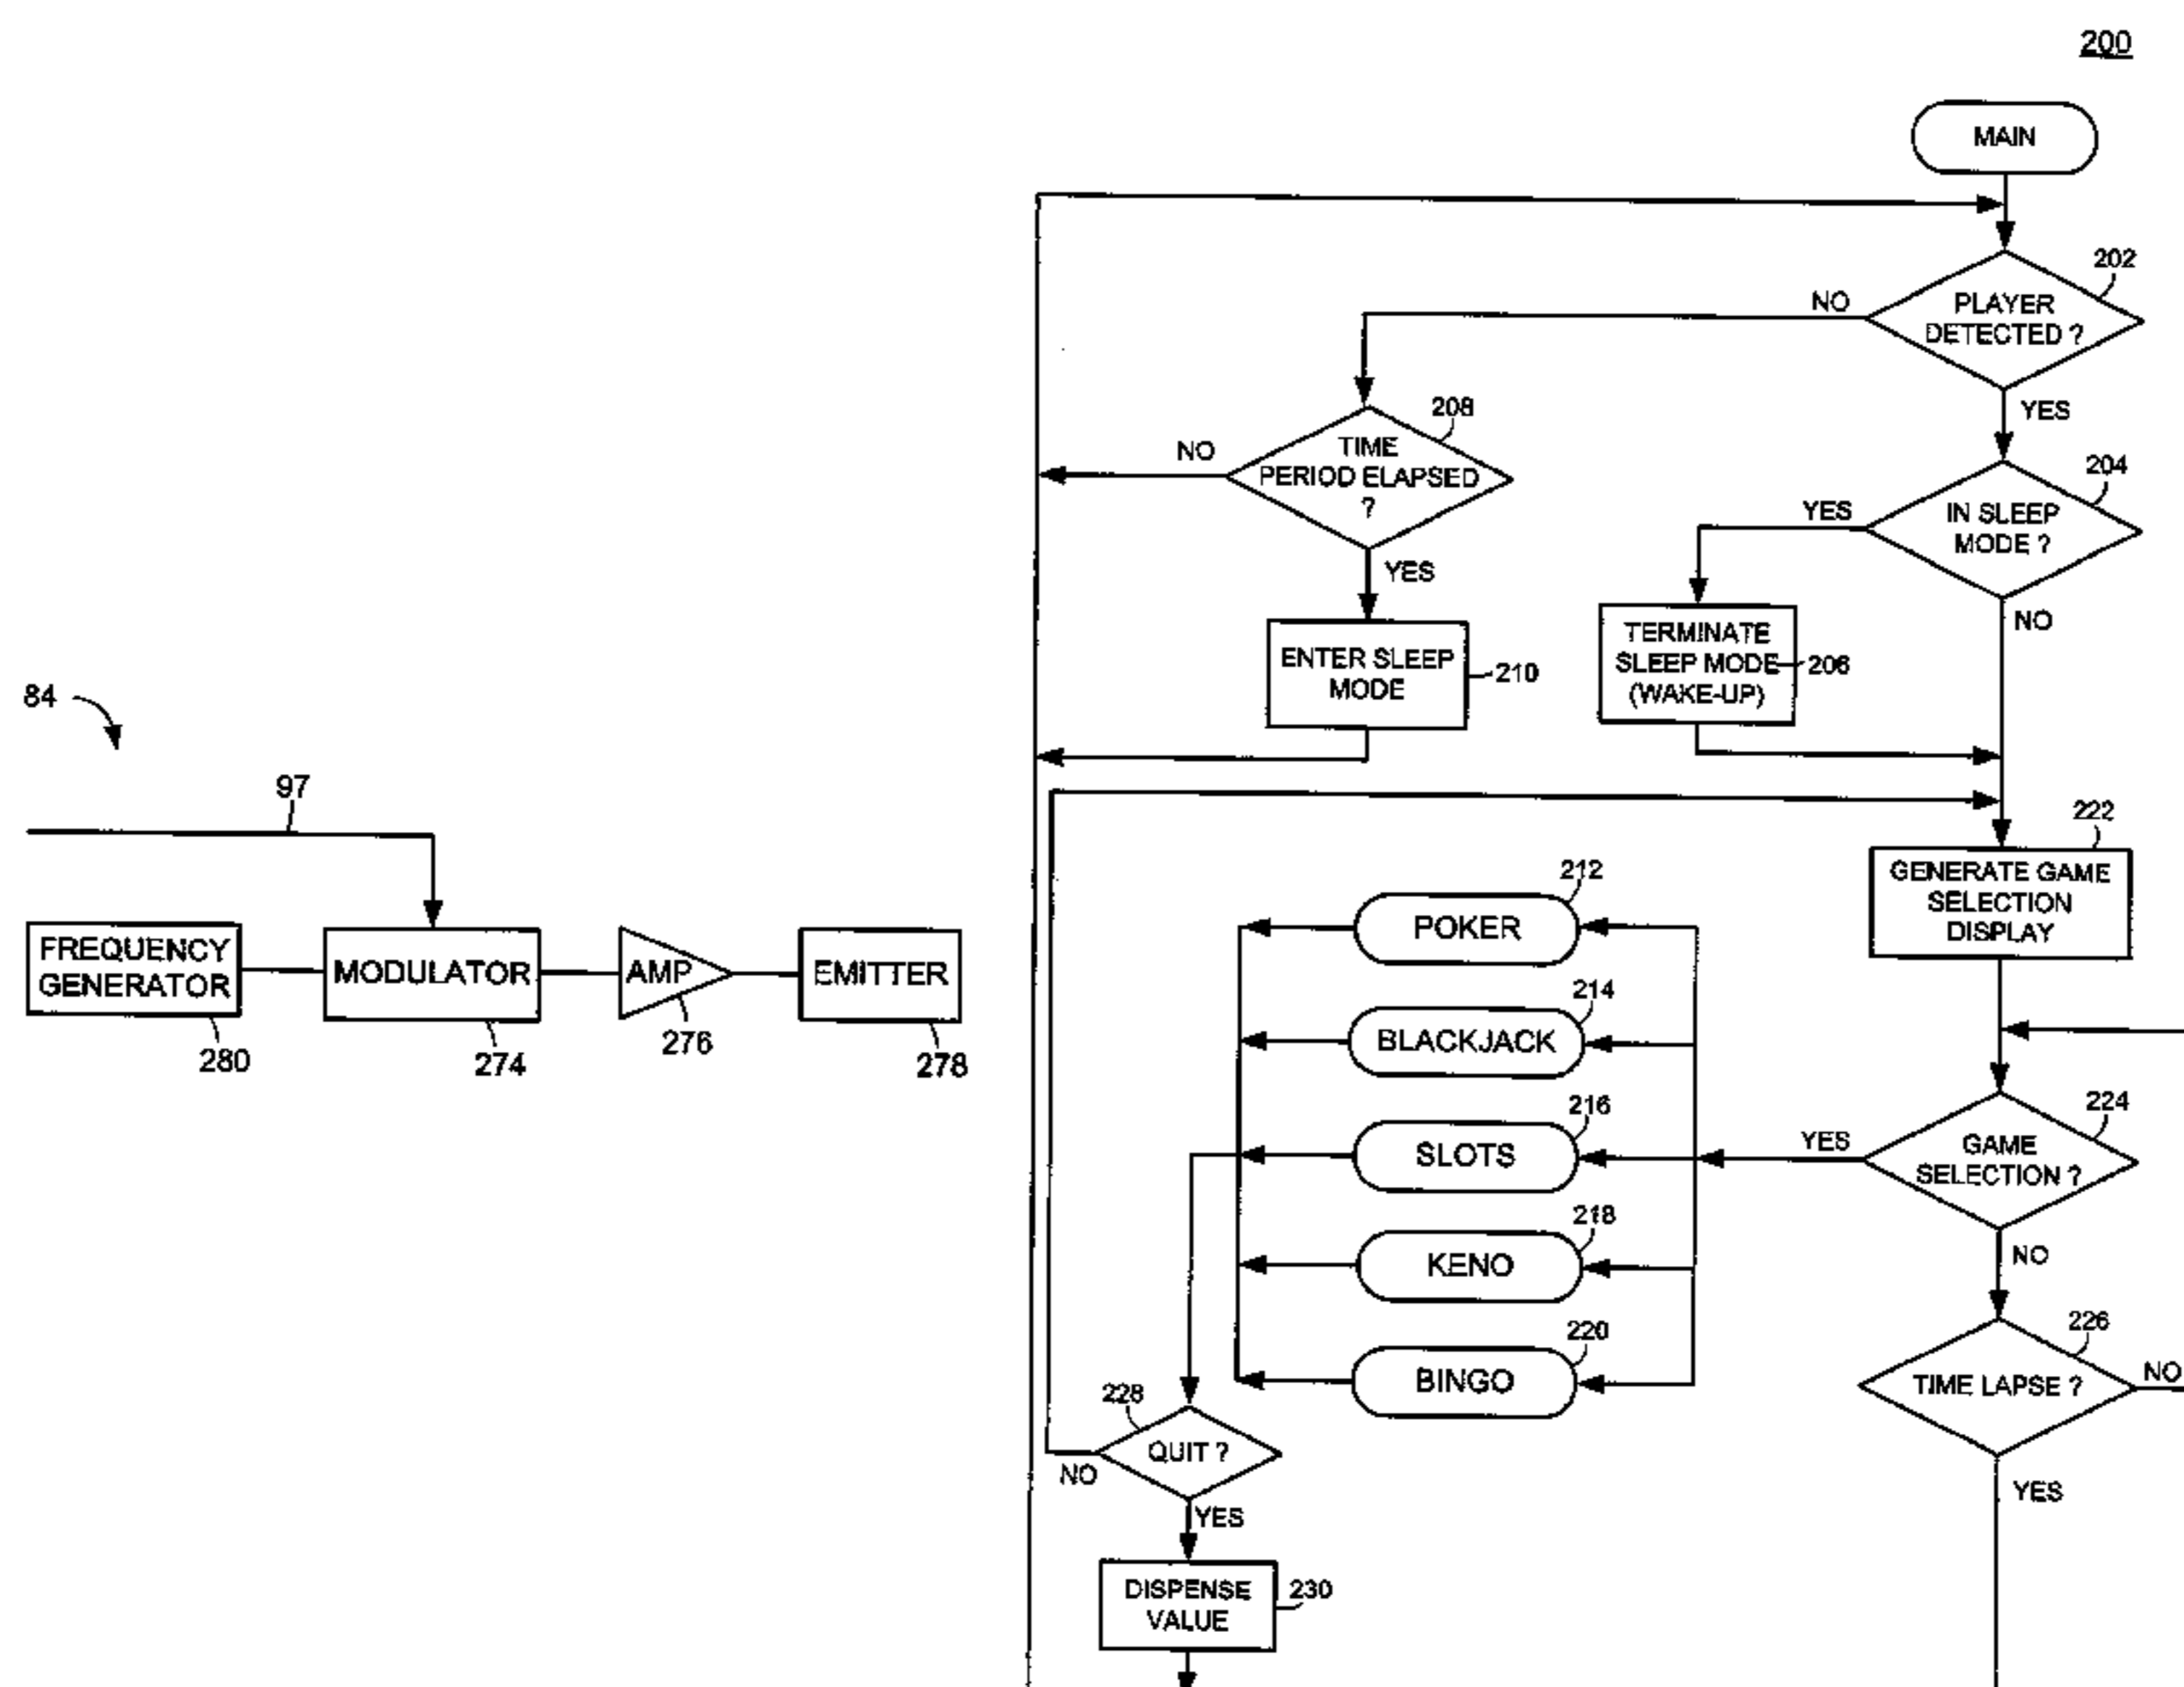 200
MAIN
202
PLAYER
DETECTED ?
NO
YES
208
TIME
PERIOD ELAPSED
?
NO
YES
204
IN SLEEP
MODE ?
YES
NO
ENTER SLEEP
MODE
210
TERMINATE
SLEEP MODE
(WAKE-UP)
206
84
97
FREQUENCY
GENERATOR
280
MODULATOR
274
AMP
276
EMITTER
278
222
GENERATE GAME
SELECTION
DISPLAY
212
POKER
214
BLACKJACK
216
SLOTS
218
KENO
220
BINGO
224
GAME
SELECTION ?
YES
NO
226
TIME LAPSE ?
NO
YES
228
QUIT ?
NO
YES
DISPENSE
VALUE
230